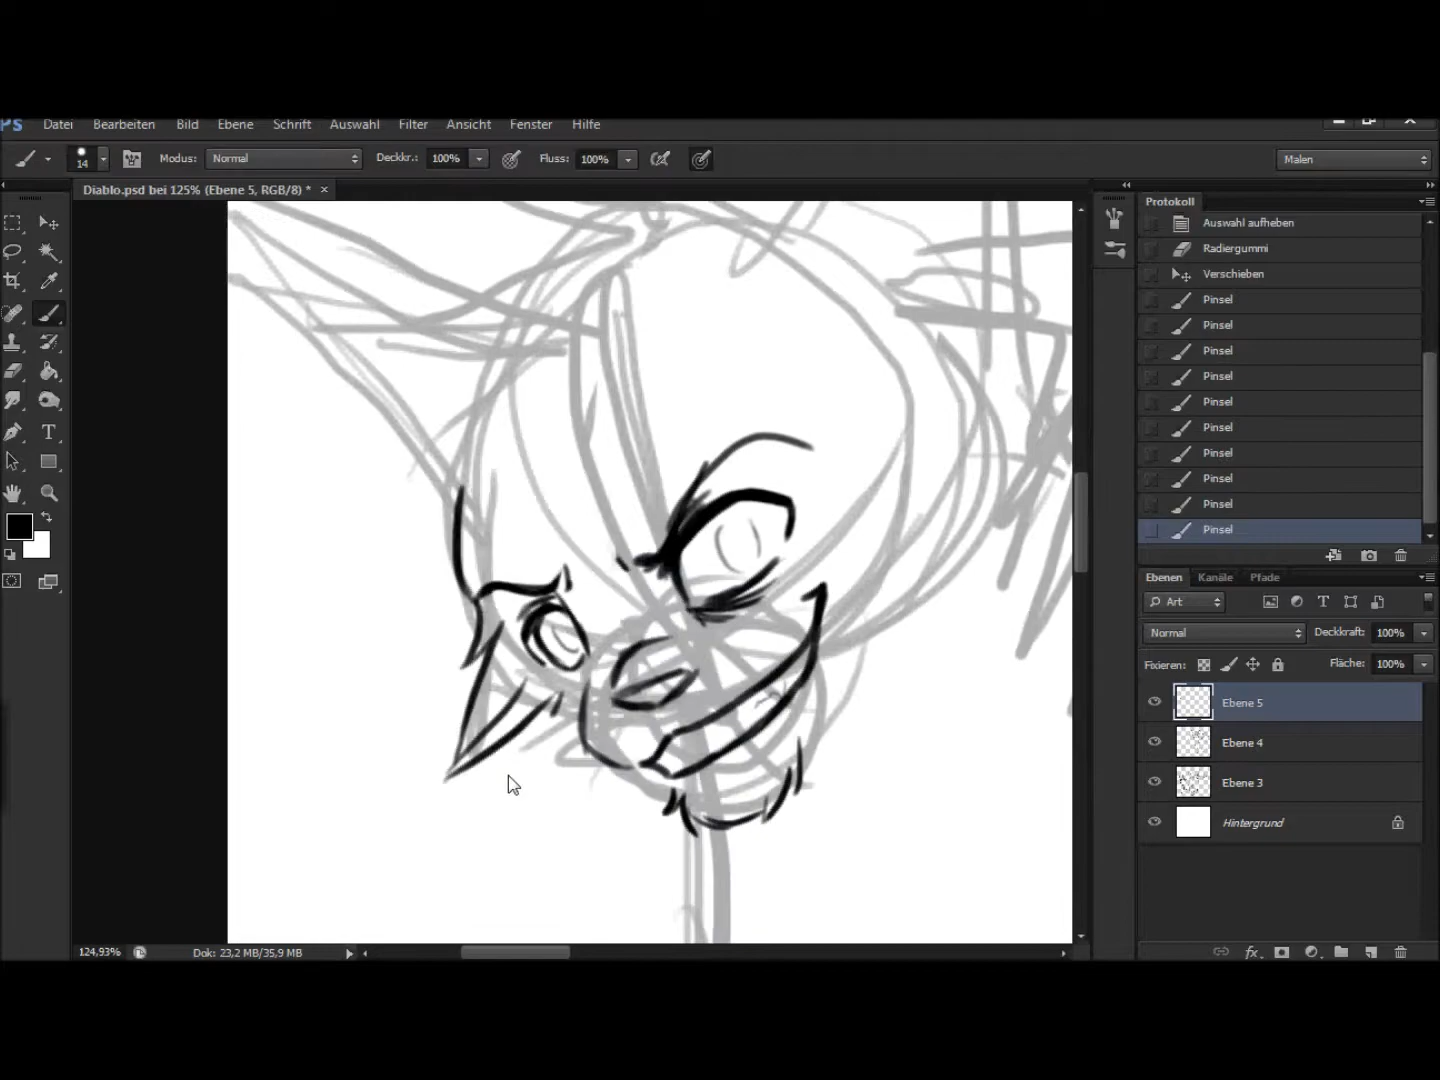 PS Datei Bearbeiten Bild Ebene Schrift Auswahl Filter Ansicht Fenster Hilfe
14 Modus: Normal Deckkr.: 100% Fluss: 100% Malen
Diablo.psd bei 125% (Ebene 5, RGB/8) * ×
Protokoll
Auswahl aufheben
Radiergummi
Verschieben
Pinsel
Pinsel
Pinsel
Pinsel
Pinsel
Pinsel
Pinsel
Pinsel
Pinsel
Pinsel
Ebenen Kanäle Pfade
Art
Normal Deckkraft: 100%
Fixieren: Fläche: 100%
Ebene 5
Ebene 4
Ebene 3
Hintergrund
124,93% Dok: 23,2 MB/35,9 MB